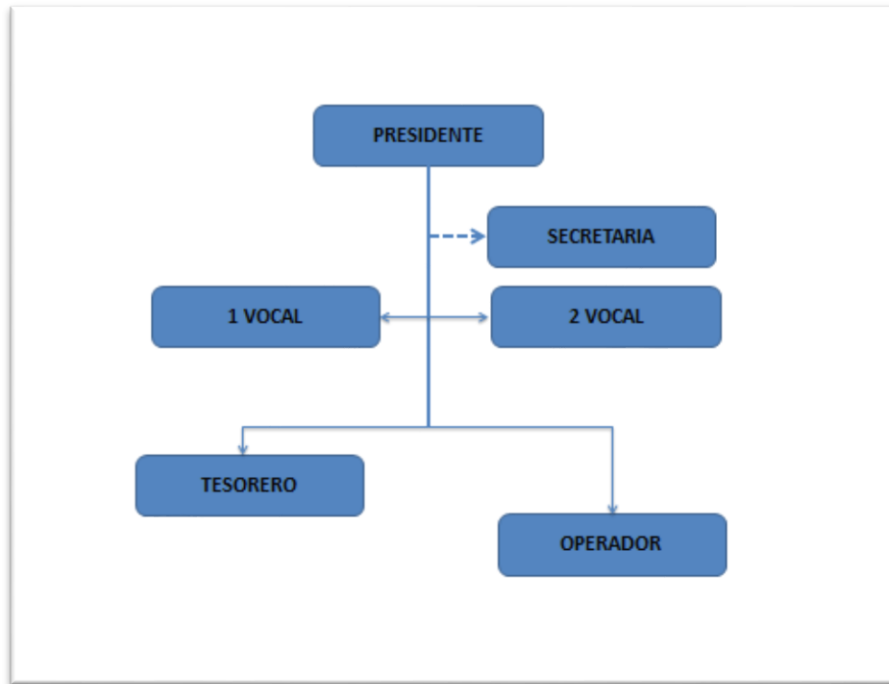 PRESIDENTE
SECRETARIA
1 VOCAL
2 VOCAL
TESORERO
OPERADOR